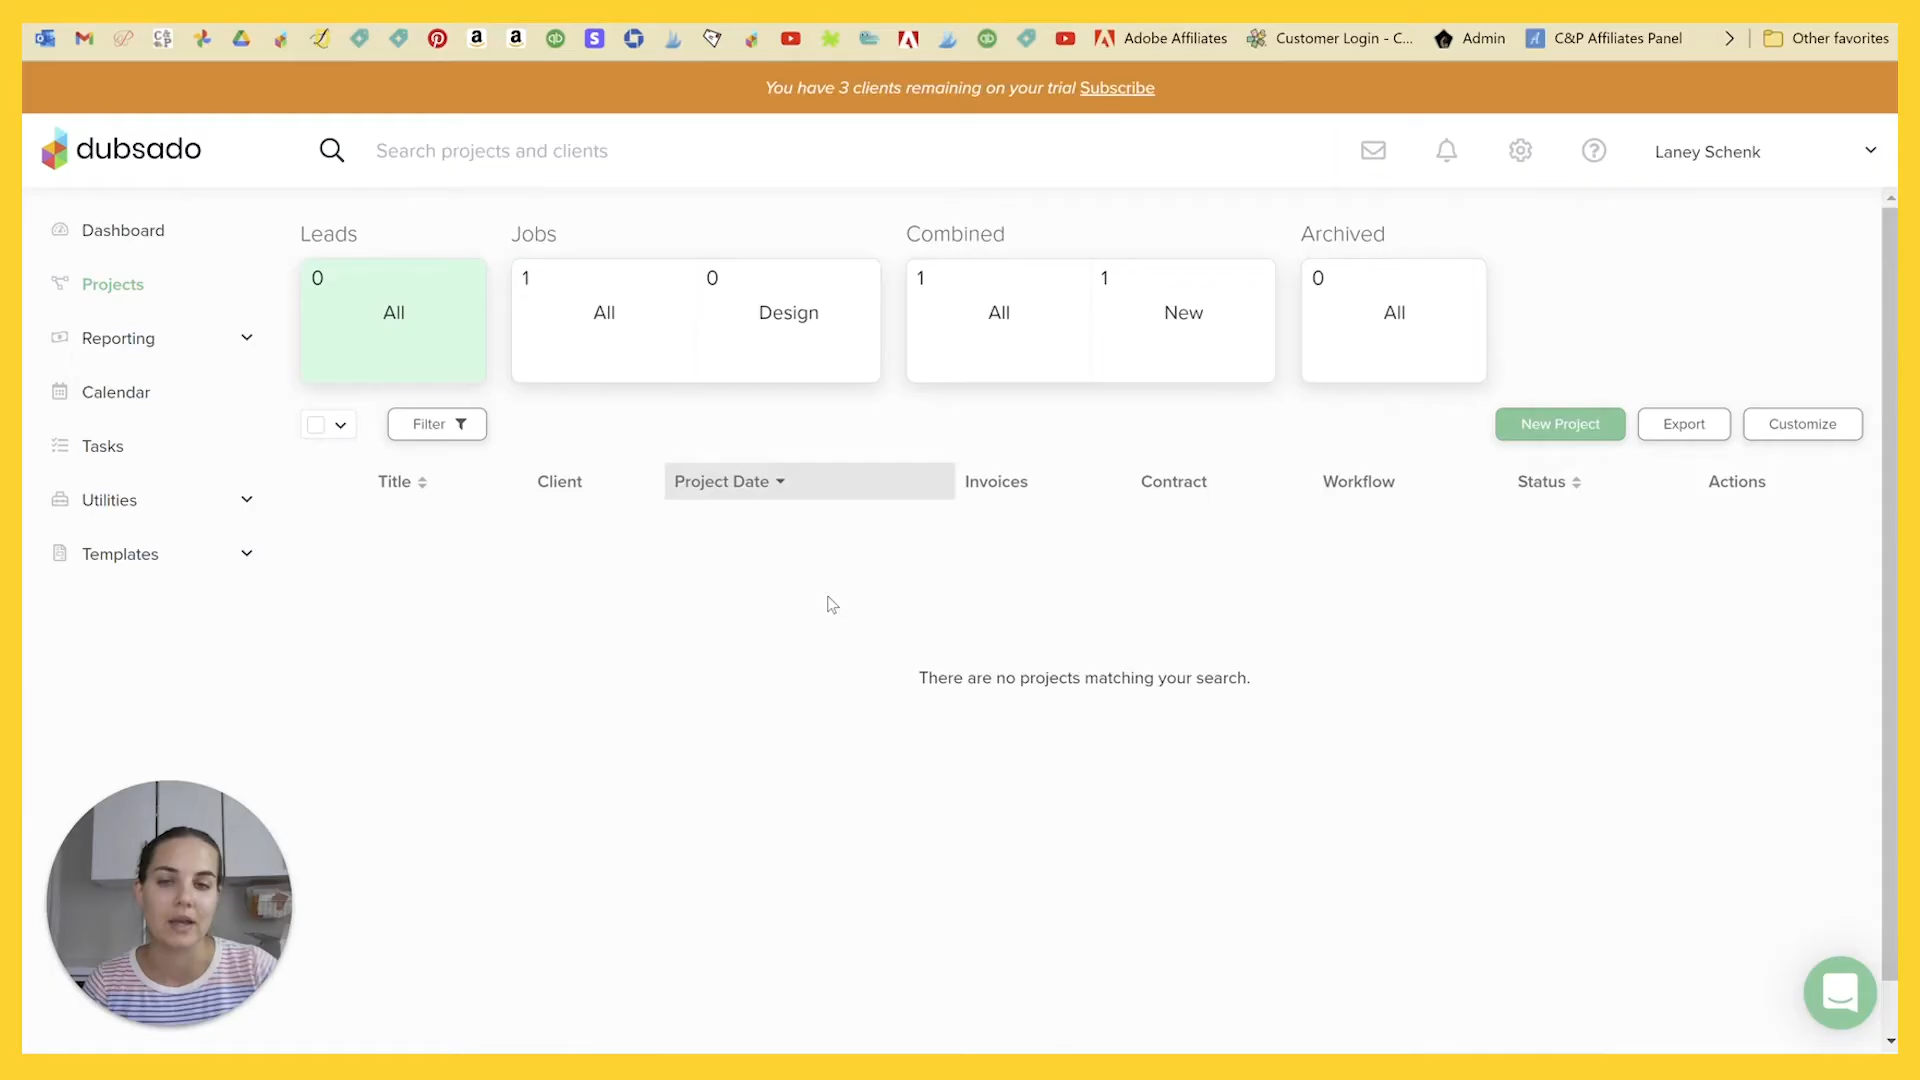 Adobe Affiliates
Customer Login - C...
Admin
C&P Affiliates Panel
Other favorites
You have 3 clients remaining on your trial Subscribe
dubsado
Search projects and clients
Laney Schenk
Dashboard
Projects
Reporting
Calendar
Tasks
Utilities
Templates
Leads
Jobs
Combined
Archived
0
All
1
All
0
Design
1
All
1
New
0
All
Filter
New Project
Export
Customize
Title
Client
Project Date
Invoices
Contract
Workflow
Status
Actions
There are no projects matching your search.